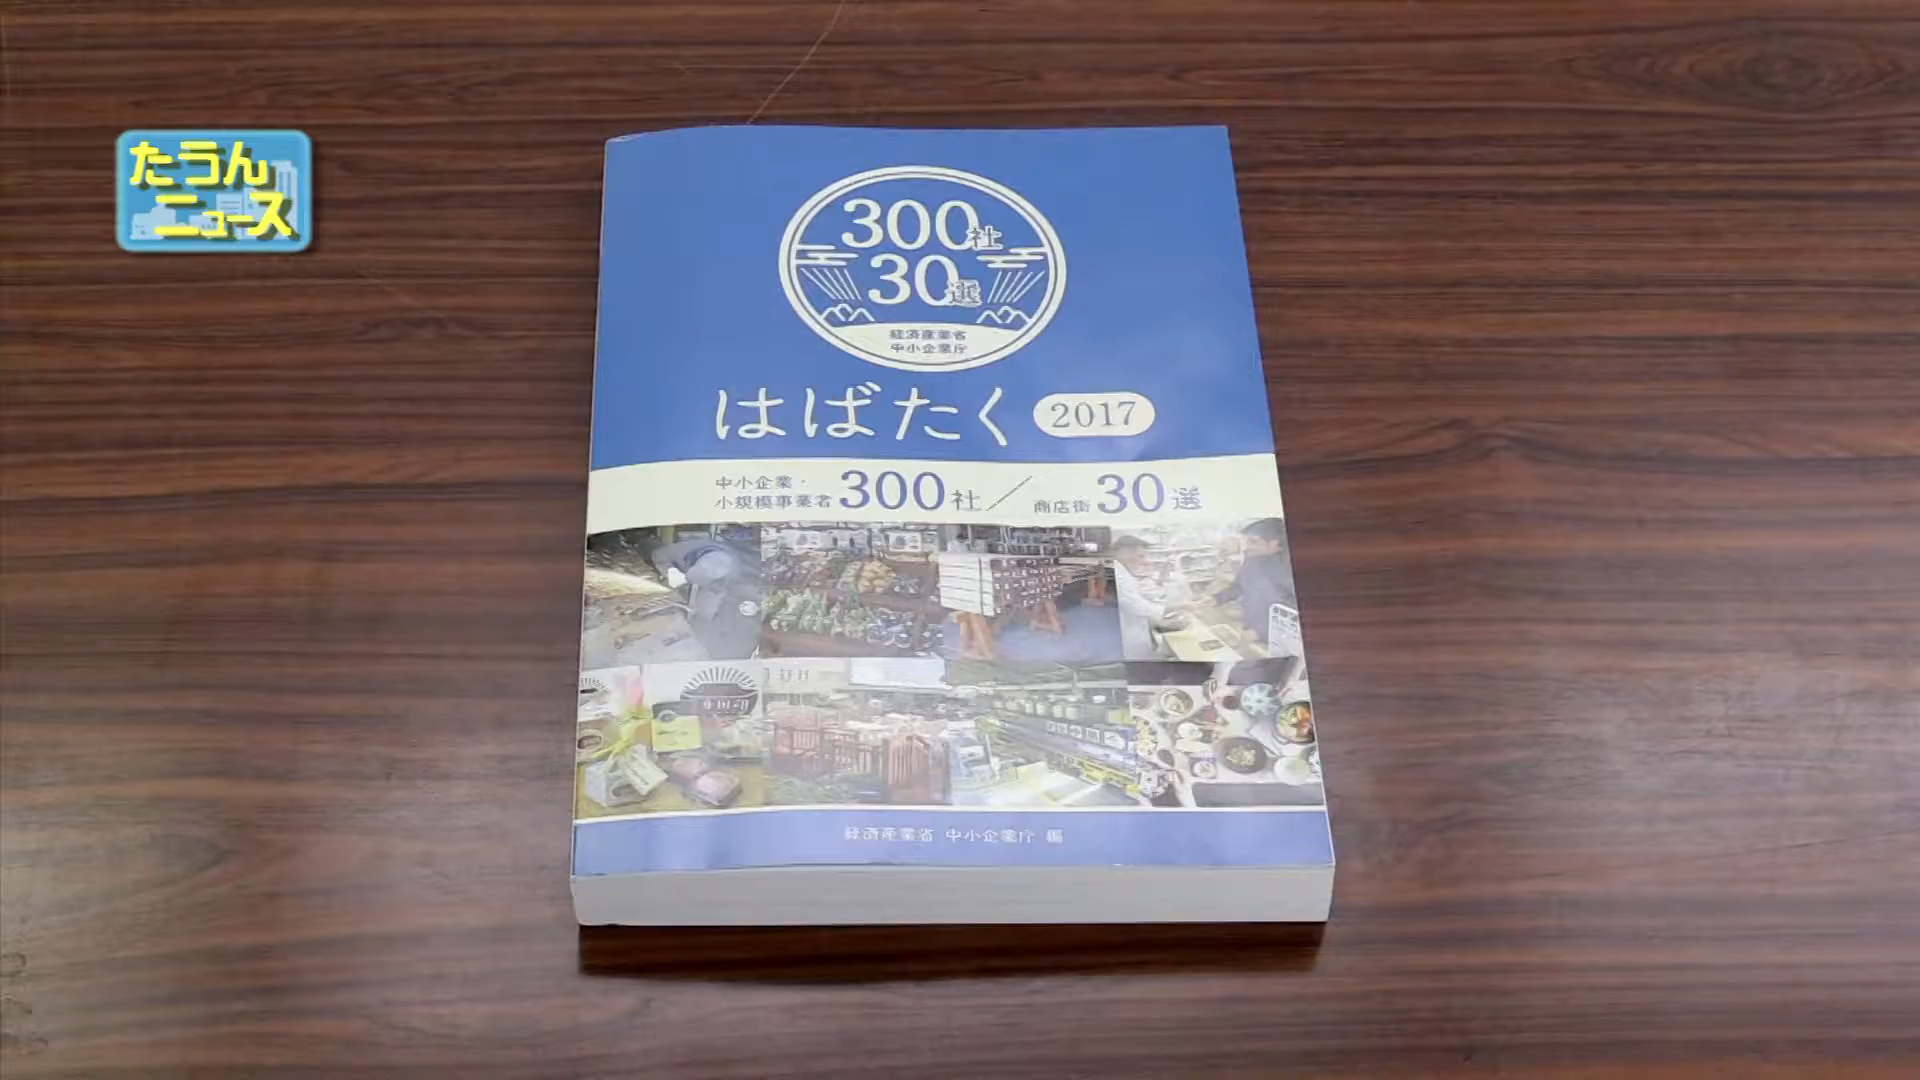 たうん
ニュース
300社
30選
経済産業省
中小企業庁
はばたく 2017
中小企業・
小規模事業者 300社／商店街 30選
経済産業省 中小企業庁 編